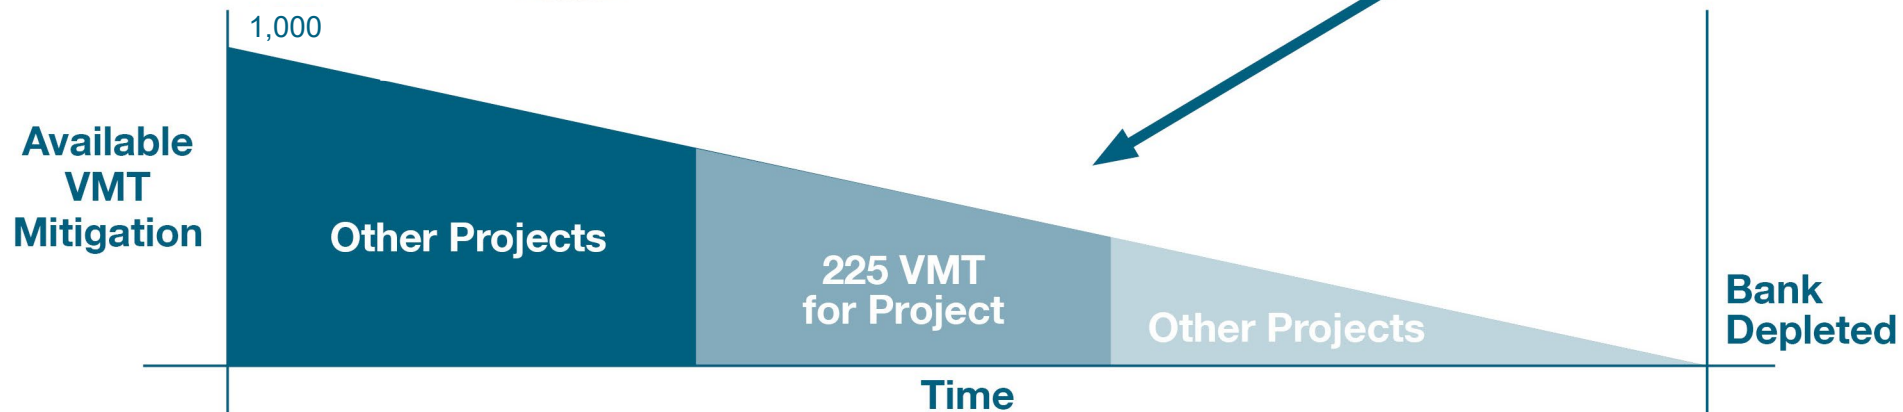 1,000
Available
VMT
Mitigation
Other Projects
225 VMT
for Project
Other Projects
Bank
Depleted
Time